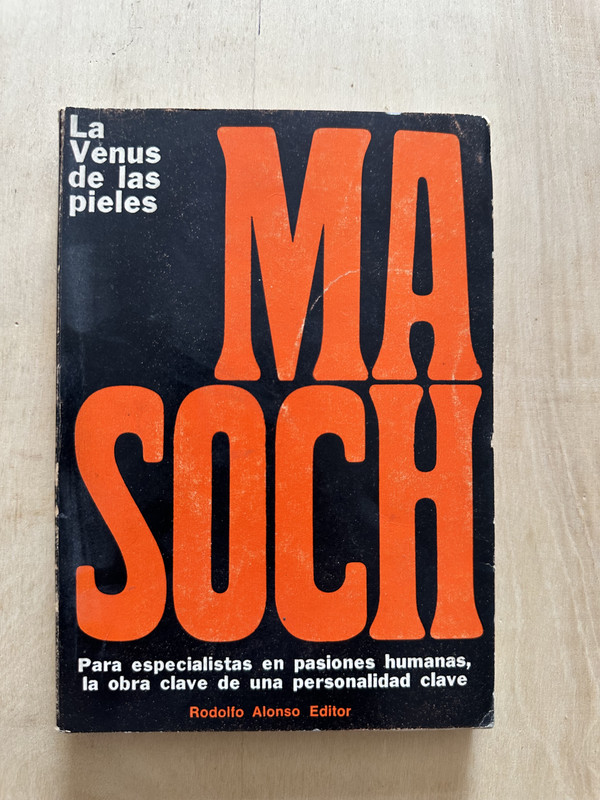 La
Venus
de las
pieles
MA
SOCH
Para especialistas en pasiones humanas,
la obra clave de una personalidad clave
Rodolfo Alonso Editor